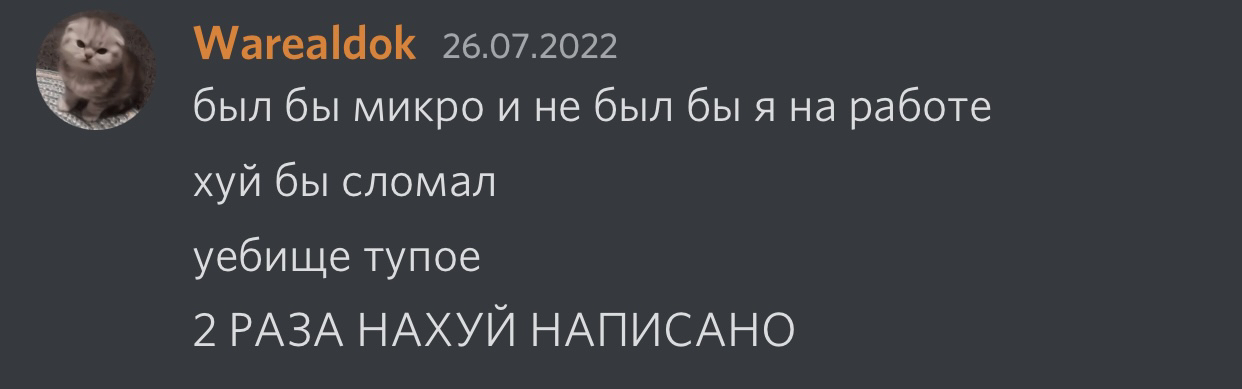 Warealdok 26.07.2022
был бы микро и не был бы я на работе
хуй бы сломал
уебище тупое
2 РАЗА НАХУЙ НАПИСАНО